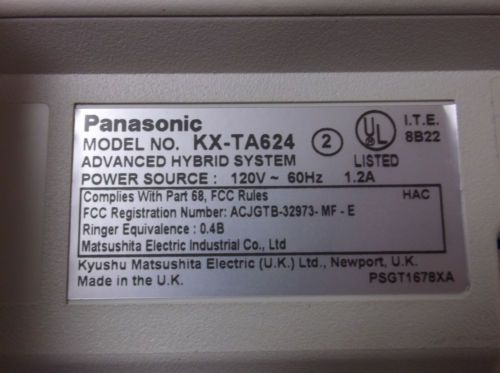 Panasonic
MODEL NO. KX-TA624 2 UL I.T.E.
ADVANCED HYBRID SYSTEM LISTED 8B22
POWER SOURCE : 120V ~ 60Hz 1.2A
Complies With Part 68, FCC Rules HAC
FCC Registration Number: ACJGTB-32973- MF - E
Ringer Equivalence : 0.4B
Matsushita Electric Industrial Co., Ltd
Kyushu Matsushita Electric (U.K.) Ltd., Newport, U.K.
Made in the U.K. PSGT1678XA